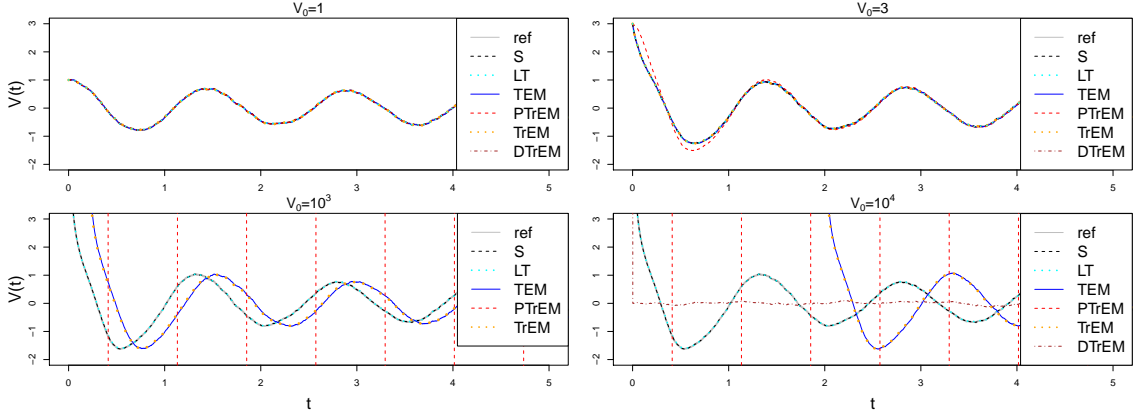 V₀=1
V(t)
3
2
1
0
−1
−2
0 1 2 3 4 5
ref
S
LT
TEM
PTrEM
TrEM
DTrEM
V₀=3
3
2
1
0
−1
−2
0 1 2 3 4 5
ref
S
LT
TEM
PTrEM
TrEM
DTrEM
V₀=10³
V(t)
3
2
1
0
−1
−2
0 1 2 3 4 5
t
ref
S
LT
TEM
PTrEM
TrEM
V₀=10⁴
3
2
1
0
−1
−2
0 1 2 3 4 5
t
ref
S
LT
TEM
PTrEM
TrEM
DTrEM